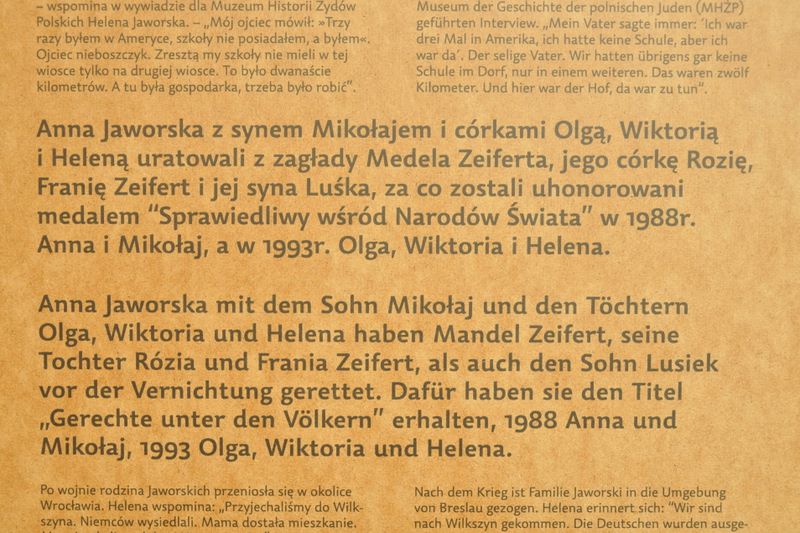 – wspomina w wywiadzie dla Muzeum Historii Żydów
Polskich Helena Jaworska. – „Mój ojciec mówił: »Trzy
razy byłem w Ameryce, szkoły nie posiadałem, a byłem«.
Ojciec nieboszczyk. Zresztą my szkoły nie mieli w tej
wiosce tylko na drugiej wiosce. To było dwanaście
kilometrów. A tu była gospodarka, trzeba było robić”.
Museum der Geschichte der polnischen Juden (MHŻP)
geführten Interview. „Mein Vater sagte immer: ´Ich war
drei Mal in Amerika, ich hatte keine Schule, aber ich
war da´. Der selige Vater. Wir hatten übrigens gar keine
Schule im Dorf, nur in einem weiteren. Das waren zwölf
Kilometer. Und hier war der Hof, da war zu tun“.
Anna Jaworska z synem Mikołajem i córkami Olgą, Wiktorią
i Heleną uratowali z zagłady Medela Zeiferta, jego córkę Rozię,
Franię Zeifert i jej syna Luśka, za co zostali uhonorowani
medalem “Sprawiedliwy wśród Narodów Świata” w 1988r.
Anna i Mikołaj, a w 1993r. Olga, Wiktoria i Helena.
Anna Jaworska mit dem Sohn Mikołaj und den Töchtern
Olga, Wiktoria und Helena haben Mandel Zeifert, seine
Tochter Rózia und Frania Zeifert, als auch den Sohn Lusiek
vor der Vernichtung gerettet. Dafür haben sie den Titel
„Gerechte unter den Völkern” erhalten, 1988 Anna und
Mikołaj, 1993 Olga, Wiktoria und Helena.
Po wojnie rodzina Jaworskich przeniosła się w okolice
Wrocławia. Helena wspomina: „Przyjechaliśmy do Wilk-
szyna. Niemców wysiedlali. Mama dostała mieszkanie.
Nach dem Krieg ist Familie Jaworski in die Umgebung
von Breslau gezogen. Helena erinnert sich: “Wir sind
nach Wilkszyn gekommen. Die Deutschen wurden ausge-